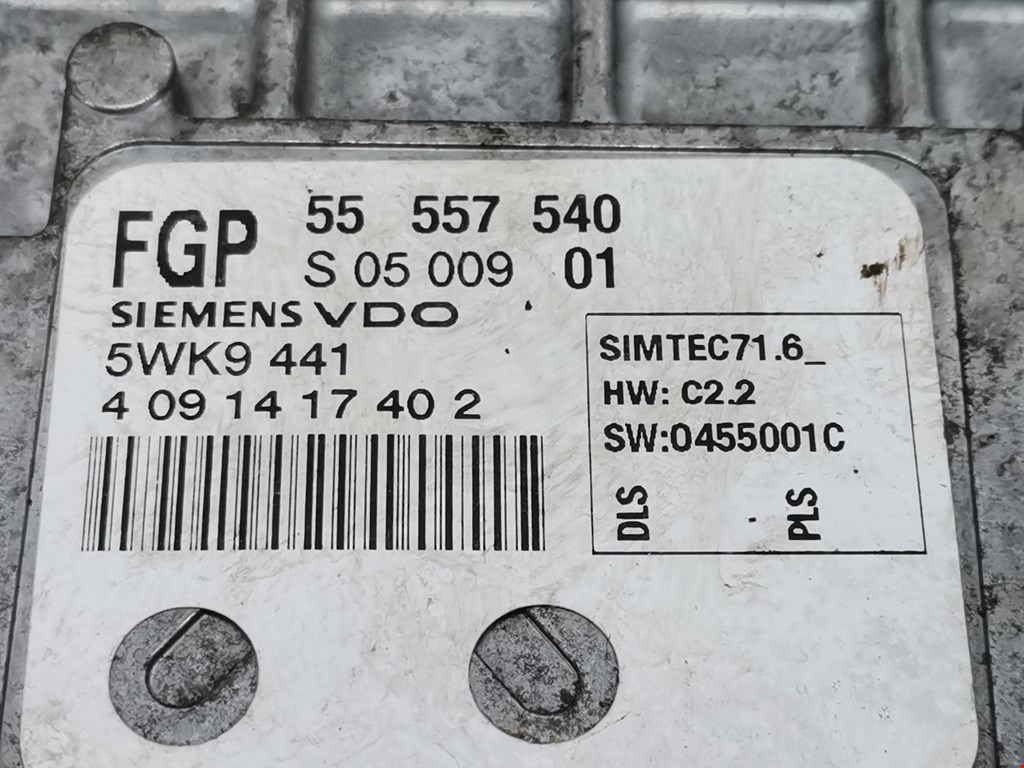 FGP 55 557 540
S 05 009 01
SIEMENS VDO
5WK9 441
4 09 14 17 40 2
SIMTEC71.6_
HW: C2.2
SW:0455001C
DLS PLS